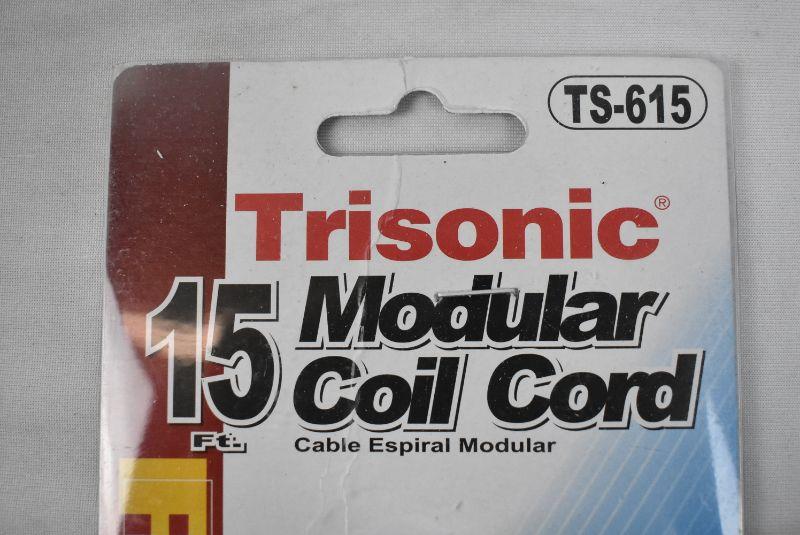 TS-615
Trisonic®
15 Ft.
Modular
Coil Cord
Cable Espiral Modular